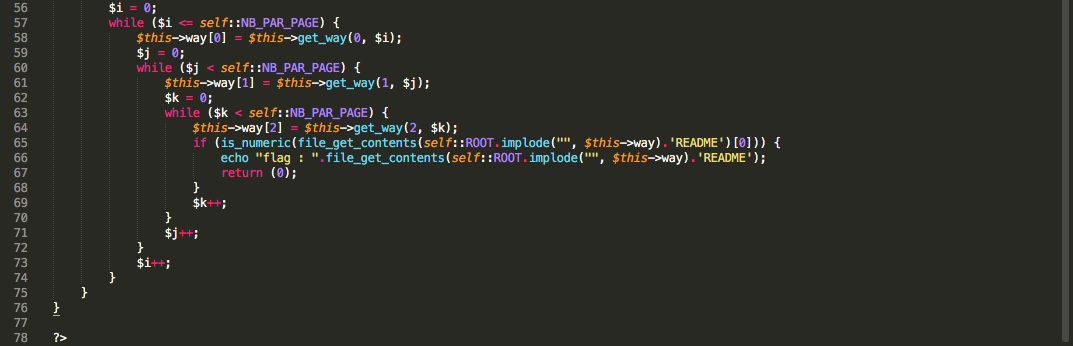 56 $i = 0;
57 while ($i <= self::NB_PAR_PAGE) {
58 $this->way[0] = $this->get_way(0, $i);
59 $j = 0;
60 while ($j < self::NB_PAR_PAGE) {
61 $this->way[1] = $this->get_way(1, $j);
62 $k = 0;
63 while ($k < self::NB_PAR_PAGE) {
64 $this->way[2] = $this->get_way(2, $k);
65 if (is_numeric(file_get_contents(self::ROOT.implode("", $this->way).'README')[0])) {
66 echo "flag : ".file_get_contents(self::ROOT.implode("", $this->way).'README');
67 return (0);
68 }
69 $k++;
70 }
71 $j++;
72 }
73 $i++;
74 }
75 }
76 }
77
78 ?>